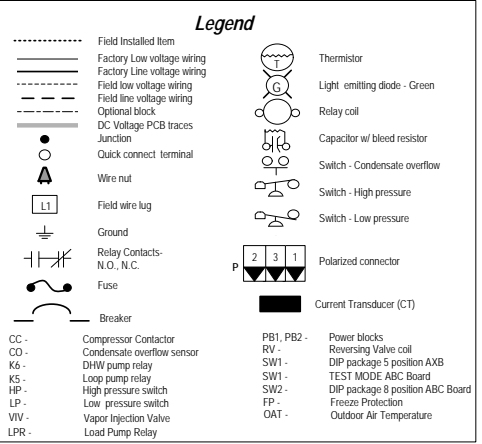 Legend
Field Installed Item
Factory Low voltage wiring
Factory Line voltage wiring
Field low voltage wiring
Field line voltage wiring
Optional block
DC Voltage PCB traces
Junction
Quick connect terminal
Wire nut
L1
Field wire lug
Ground
Relay Contacts-
N.O., N.C.
Fuse
Breaker
T
Thermistor
G
Light emitting diode - Green
Relay coil
Capacitor w/ bleed resistor
Switch - Condensate overflow
Switch - High pressure
Switch - Low pressure
P
2 3 1
Polarized connector
Current Transducer (CT)
CC - Compressor Contactor
CO - Condensate overflow sensor
K6 - DHW pump relay
K5 - Loop pump relay
HP - High pressure switch
LP - Low pressure switch
VIV - Vapor Injection Valve
LPR - Load Pump Relay
PB1, PB2 - Power blocks
RV - Reversing Valve coil
SW1 - DIP package 5 position AXB
SW1 - TEST MODE ABC Board
SW2 - DIP package 8 position ABC Board
FP - Freeze Protection
OAT - Outdoor Air Temperature